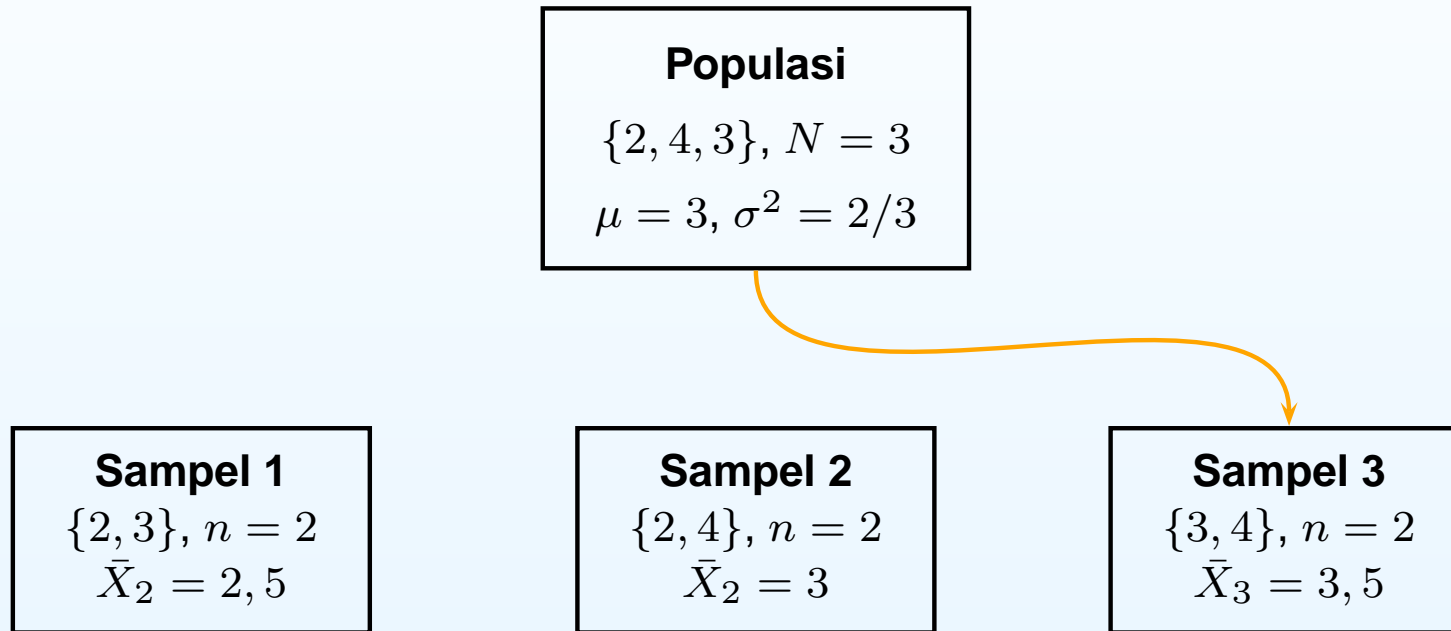 Populasi
{2, 4, 3}, N = 3
μ = 3, σ² = 2/3
Sampel 1
{2, 3}, n = 2
X̄₂ = 2, 5
Sampel 2
{2, 4}, n = 2
X̄₂ = 3
Sampel 3
{3, 4}, n = 2
X̄₃ = 3, 5